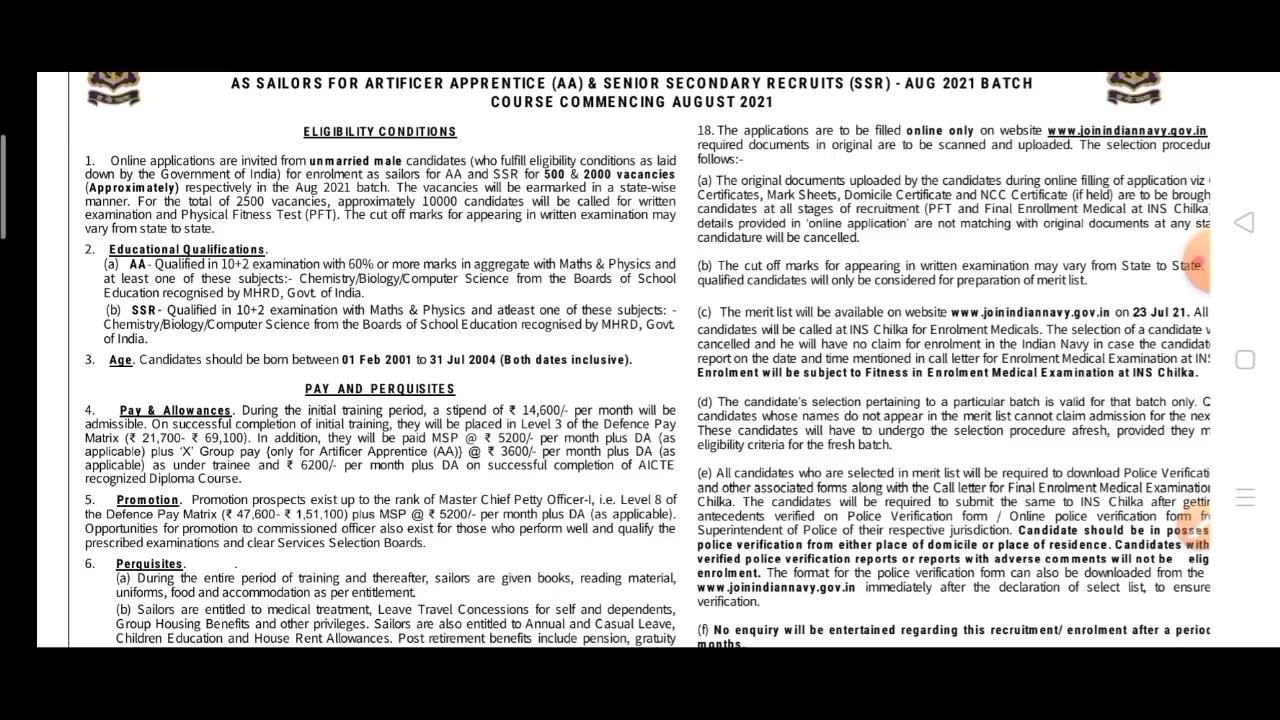 AS SAILORS FOR ARTIFICER APPRENTICE (AA) & SENIOR SECONDARY RECRUITS (SSR) - AUG 2021 BATCH
COURSE COMMENCING AUGUST 2021
ELIGIBILITY CONDITIONS
1. Online applications are invited from unmarried male candidates (who fulfill eligibility conditions as laid
down by the Government of India) for enrolment as sailors for AA and SSR for 500 & 2000 vacancies
(Approximately) respectively in the Aug 2021 batch. The vacancies will be earmarked in a state-wise
manner. For the total of 2500 vacancies, approximately 10000 candidates will be called for written
examination and Physical Fitness Test (PFT). The cut off marks for appearing in written examination may
vary from state to state.
2. Educational Qualifications.
(a) AA- Qualified in 10+2 examination with 60% or more marks in aggregate with Maths & Physics and
at least one of these subjects:- Chemistry/Biology/Computer Science from the Boards of School
Education recognised by MHRD, Govt. of India.
(b) SSR- Qualified in 10+2 examination with Maths & Physics and atleast one of these subjects: -
Chemistry/Biology/Computer Science from the Boards of School Education recognised by MHRD, Govt.
of India.
3. Age. Candidates should be born between 01 Feb 2001 to 31 Jul 2004 (Both dates inclusive).
PAY AND PERQUISITES
4. Pay & Allowances. During the initial training period, a stipend of ₹ 14,600/- per month will be
admissible. On successful completion of initial training, they will be placed in Level 3 of the Defence Pay
Matrix (₹ 21,700- ₹ 69,100). In addition, they will be paid MSP @ ₹ 5200/- per month plus DA (as
applicable) plus 'X' Group pay {only for Artificer Apprentice (AA)} @ ₹ 3600/- per month plus DA (as
applicable) as under trainee and ₹ 6200/- per month plus DA on successful completion of AICTE
recognized Diploma Course.
5. Promotion. Promotion prospects exist up to the rank of Master Chief Petty Officer-I, i.e. Level 8 of
the Defence Pay Matrix (₹ 47,600- ₹ 1,51,100) plus MSP @ ₹ 5200/- per month plus DA (as applicable).
Opportunities for promotion to commissioned officer also exist for those who perform well and qualify the
prescribed examinations and clear Services Selection Boards.
6. Perquisites.
(a) During the entire period of training and thereafter, sailors are given books, reading material,
uniforms, food and accommodation as per entitlement.
(b) Sailors are entitled to medical treatment, Leave Travel Concessions for self and dependents,
Group Housing Benefits and other privileges. Sailors are also entitled to Annual and Casual Leave,
Children Education and House Rent Allowances. Post retirement benefits include pension, gratuity
18. The applications are to be filled online only on website www.joinindiannavy.gov.in
required documents in original are to be scanned and uploaded. The selection procedur
follows:-
(a) The original documents uploaded by the candidates during online filling of application viz
Certificates, Mark Sheets, Domicile Certificate and NCC Certificate (if held) are to be brough
candidates at all stages of recruitment (PFT and Final Enrollment Medical at INS Chilka)
details provided in 'online application' are not matching with original documents at any sta
candidature will be cancelled.
(b) The cut off marks for appearing in written examination may vary from State to State.
qualified candidates will only be considered for preparation of merit list.
(c) The merit list will be available on website www.joinindiannavy.gov.in on 23 Jul 21. All
candidates will be called at INS Chilka for Enrolment Medicals. The selection of a candidate
cancelled and he will have no claim for enrolment in the Indian Navy in case the candidat
report on the date and time mentioned in call letter for Enrolment Medical Examination at INS
Enrolment will be subject to Fitness in Enrolment Medical Examination at INS Chilka.
(d) The candidate's selection pertaining to a particular batch is valid for that batch only.
candidates whose names do not appear in the merit list cannot claim admission for the nex
These candidates will have to undergo the selection procedure afresh, provided they m
eligibility criteria for the fresh batch.
(e) All candidates who are selected in merit list will be required to download Police Verificati
and other associated forms along with the Call letter for Final Enrolment Medical Examination
Chilka. The candidates will be required to submit the same to INS Chilka after gettin
antecedents verified on Police Verification form / Online police verification form fr
Superintendent of Police of their respective jurisdiction. Candidate should be in posses
police verification from either place of domicile or place of residence. Candidates with
verified police verification reports or reports with adverse comments will not be elig
enrolment. The format for the police verification form can also be downloaded from the
www.joinindiannavy.gov.in immediately after the declaration of select list, to ensure
verification.
(f) No enquiry will be entertained regarding this recruitment/ enrolment after a period
months.